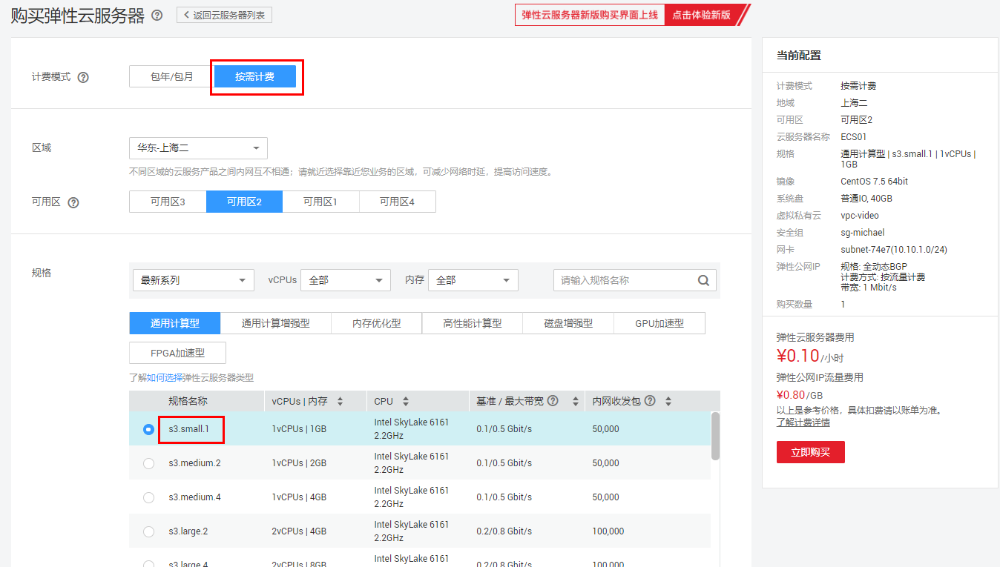 购买弹性云服务器
返回云服务器列表
弹性云服务器新版购买界面上线 点击体验新版
计费模式 包年/包月 按需计费
区域 华东-上海二
不同区域的云服务产品之间内网互不相通；请就近选择靠近您业务的区域，可减少网络时延，提高访问速度。
可用区 可用区3 可用区2 可用区1 可用区4
规格 最新系列 vCPUs 全部 内存 全部 请输入规格名称
通用计算型 通用计算增强型 内存优化型 高性能计算型 磁盘增强型 GPU加速型
FPGA加速型
了解如何选择弹性云服务器类型
规格名称 vCPUs | 内存 CPU 基准 / 最大带宽 内网收发包
s3.small.1 1vCPUs | 1GB Intel SkyLake 6161 2.2GHz 0.1/0.5 Gbit/s 50,000
s3.medium.2 1vCPUs | 2GB Intel SkyLake 6161 2.2GHz 0.1/0.5 Gbit/s 50,000
s3.medium.4 1vCPUs | 4GB Intel SkyLake 6161 2.2GHz 0.1/0.5 Gbit/s 50,000
s3.large.2 2vCPUs | 4GB Intel SkyLake 6161 2.2GHz 0.2/0.8 Gbit/s 100,000
s3.large.4 2vCPUs | 8GB Intel SkyLake 6161 0.2/0.8 Gbit/s 100,000
当前配置
计费模式 按需计费
地域 上海二
可用区 可用区2
云服务器名称 ECS01
规格 通用计算型 | s3.small.1 | 1vCPUs |
1GB
镜像 CentOS 7.5 64bit
系统盘 普通IO, 40GB
虚拟私有云 vpc-video
安全组 sg-michael
网卡 subnet-74e7(10.10.1.0/24)
弹性公网IP 规格: 全动态BGP
计费方式: 按流量计费
带宽: 1 Mbit/s
购买数量 1
弹性云服务器费用
¥0.10/小时
弹性公网IP流量费用
¥0.80/GB
以上是参考价格，具体扣费请以账单为准。
了解计费详情
立即购买